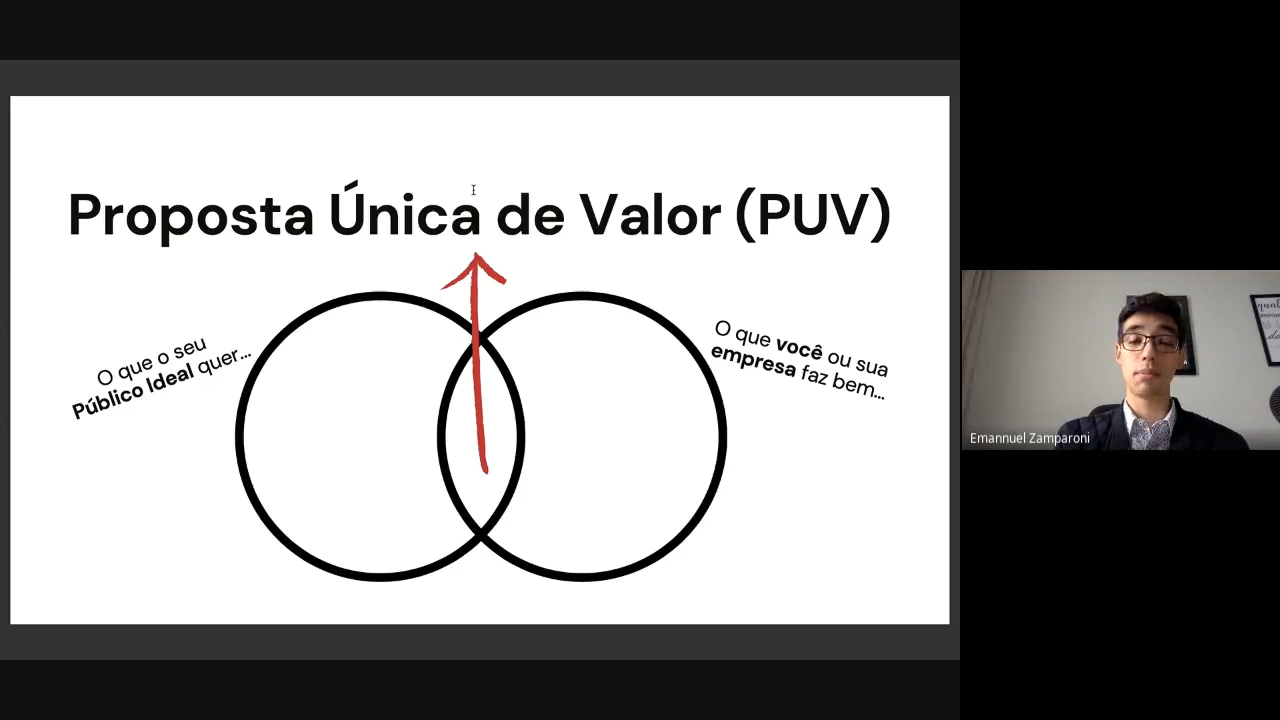 Proposta Única de Valor (PUV)
O que o seu
Público Ideal quer...
O que você ou sua
empresa faz bem...
Emannuel Zamparoni